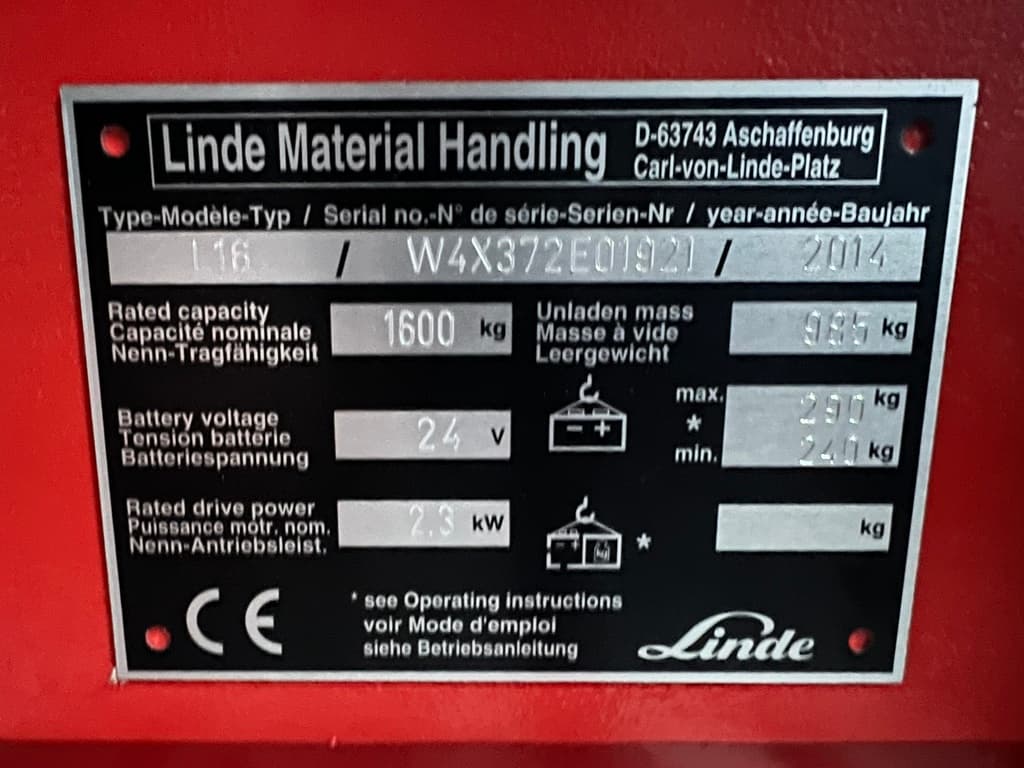 Linde Material Handling
D-63743 Aschaffenburg
Carl-von-Linde-Platz
Type-Modèle-Typ / Serial no.-N° de série-Serien-Nr / year-année-Baujahr
L16 / W4X372E01921 / 2014
Rated capacity
Capacité nominale
Nenn-Tragfähigkeit
1600 kg
Unladen mass
Masse à vide
Leergewicht
985 kg
Battery voltage
Tension batterie
Batteriespannung
24 V
- +
max.
*
min.
290 kg
240 kg
Rated drive power
Puissance motr. nom.
Nenn-Antriebsleist.
2.3 kW
- + kg
*
kg
CE
* see Operating instructions
voir Mode d'emploi
siehe Betriebsanleitung
Linde